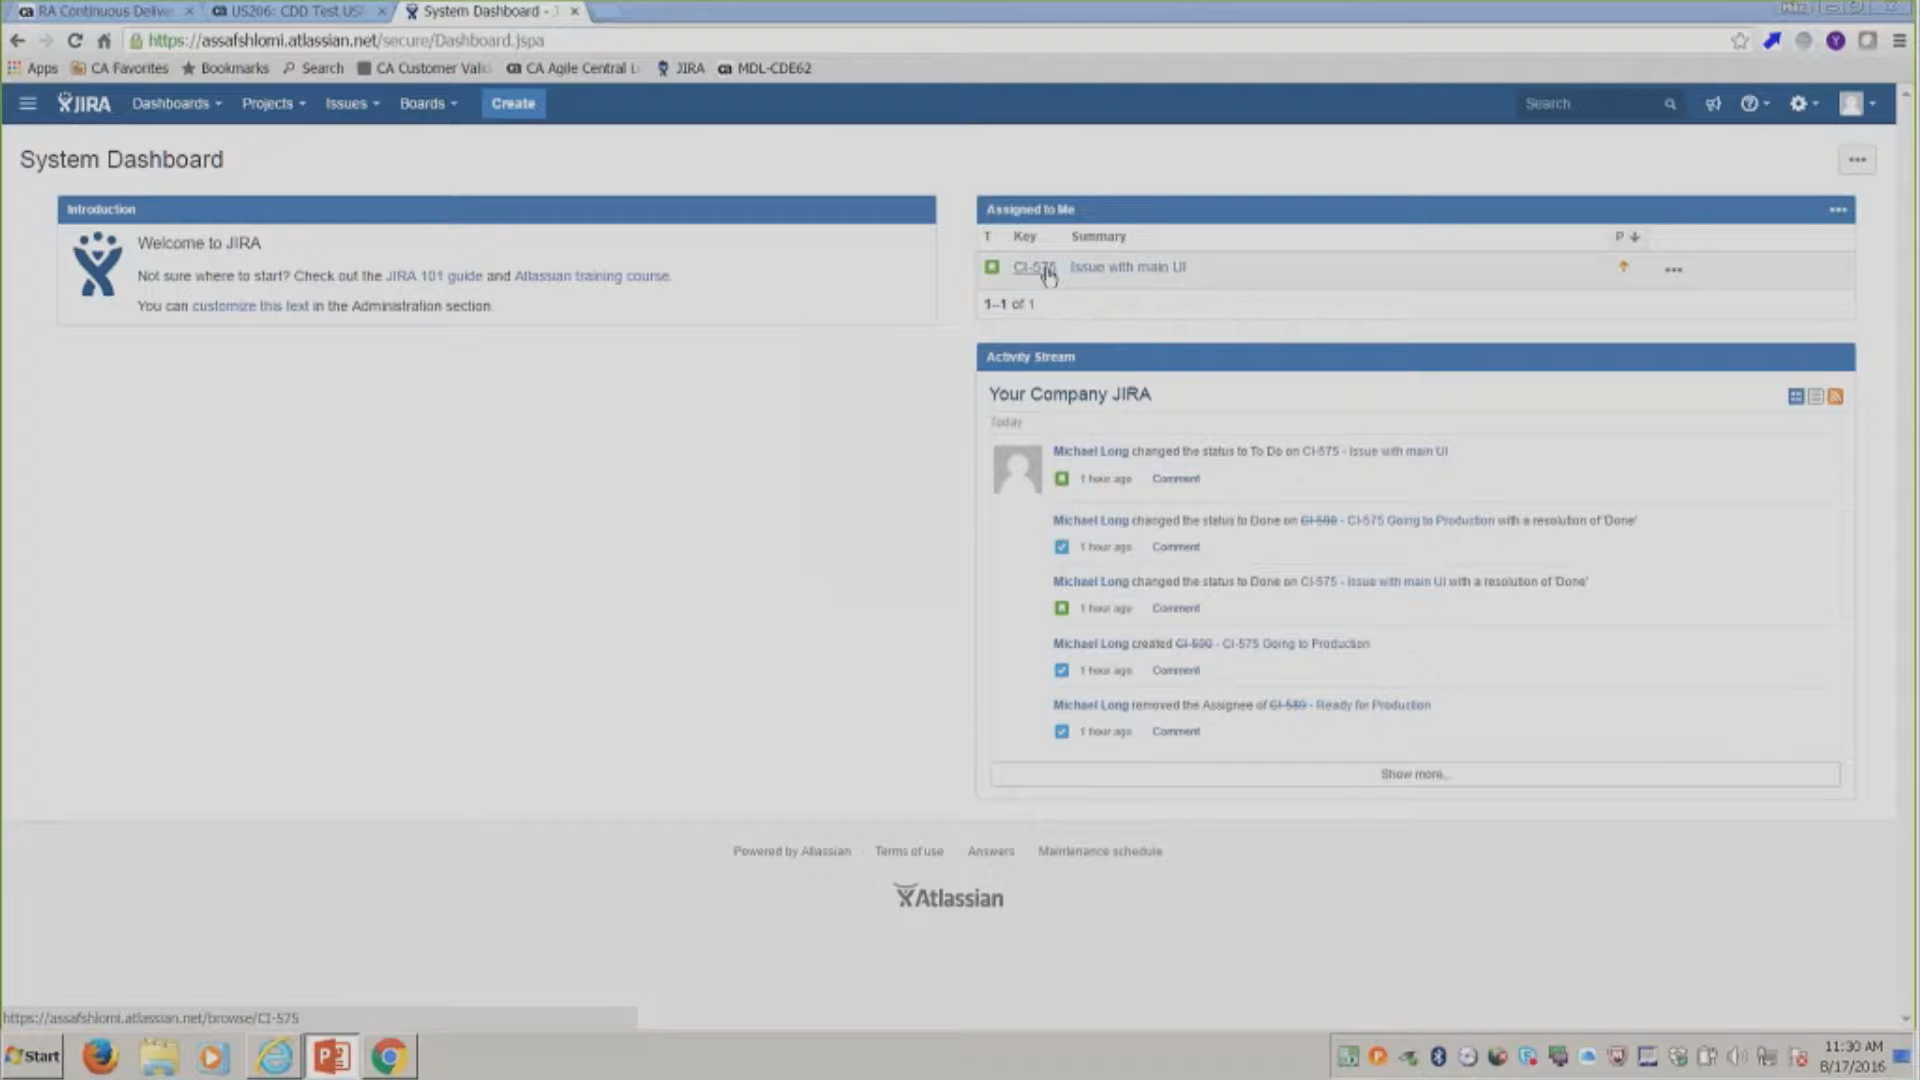 RA Continuous Deliver
US206: CDD Test US
System Dashboard - J
https://assafshlomi.atlassian.net/secure/Dashboard.jspa
Apps CA Favorites Bookmarks Search CA Customer Valid CA Agile Central L JIRA MDL-CDE62
JIRA Dashboards Projects Issues Boards Create Search
System Dashboard
Introduction
Welcome to JIRA
Not sure where to start? Check out the JIRA 101 guide and Atlassian training course.
You can customize this text in the Administration section.
Assigned to Me
T Key Summary P
CI-575 Issue with main UI
1–1 of 1
Activity Stream
Your Company JIRA
Today
Michael Long changed the status to To Do on CI-575 - Issue with main UI
1 hour ago Comment
Michael Long changed the status to Done on CI-590 - CI-575 Going to Production with a resolution of 'Done'
1 hour ago Comment
Michael Long changed the status to Done on CI-575 - Issue with main UI with a resolution of 'Done'
1 hour ago Comment
Michael Long created CI-590 - CI-575 Going to Production
1 hour ago Comment
Michael Long removed the Assignee of CI-589 - Ready for Production
1 hour ago Comment
Show more...
Powered by Atlassian Terms of use Answers Maintenance schedule
Atlassian
https://assafshlomi.atlassian.net/browse/CI-575
Start
11:30 AM
8/17/2016